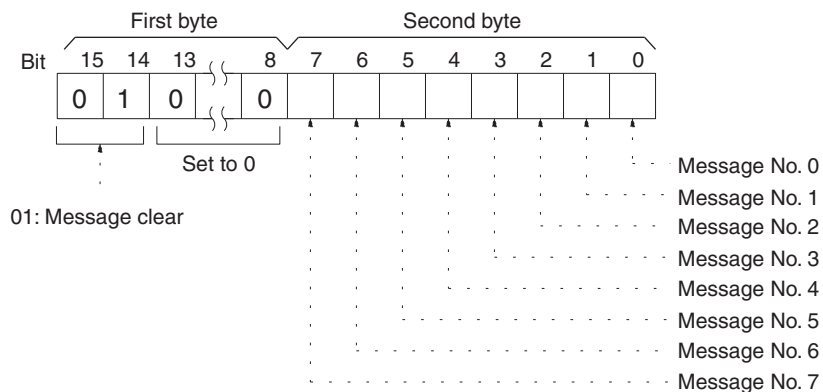 First byte Second byte
Bit 15 14 13 8 7 6 5 4 3 2 1 0
0 1 0 0
Set to 0
Message No. 0
Message No. 1
01: Message clear
Message No. 2
Message No. 3
Message No. 4
Message No. 5
Message No. 6
Message No. 7